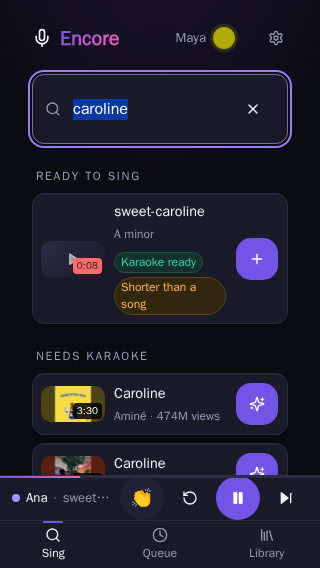 Encore
Maya
caroline
READY TO SING
sweet-caroline
A minor
0:08
Karaoke ready
Shorter than a
song
NEEDS KARAOKE
Caroline
3:30
Aminé · 474M views
Caroline
Ana · sweet···
Sing
Queue
Library